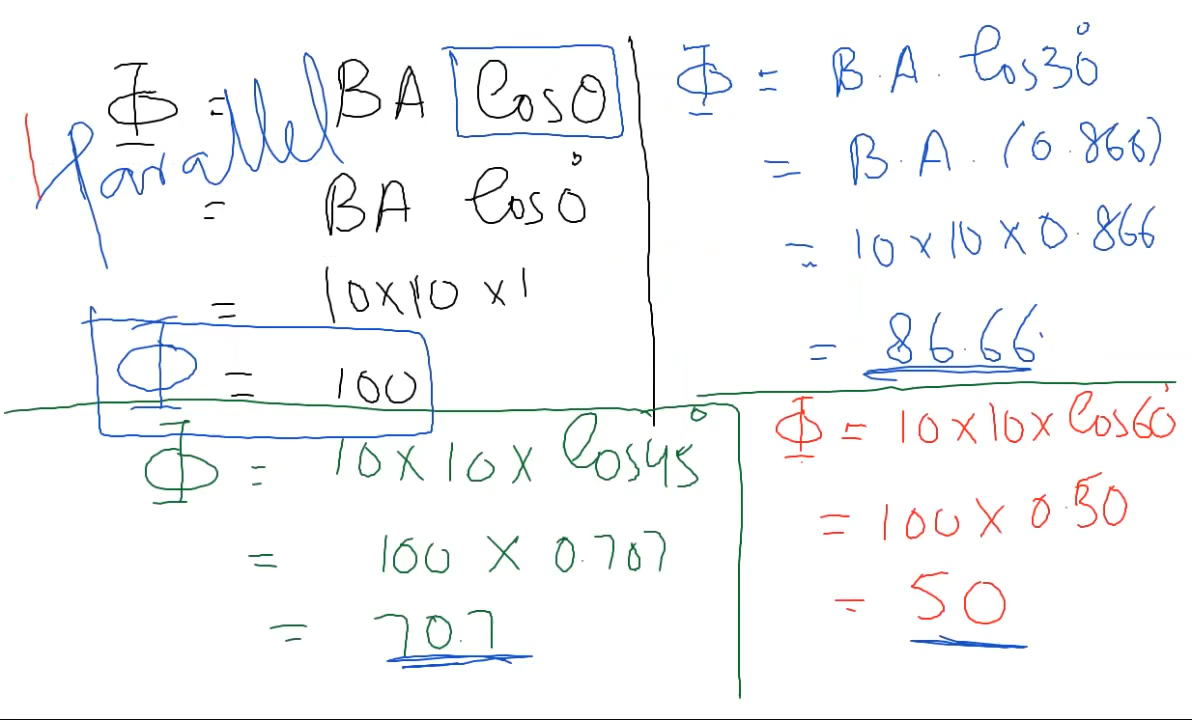 Φ = BA Cosθ
Parallel
= BA Cos0°
= 10×10×1
Φ = 100
Φ = B.A. Cos30°
= B.A. (0.866)
= 10×10×0.866
= 86.66
Φ = 10×10×Cos45°
= 100 × 0.707
= 70.7
Φ = 10×10×Cos60°
= 100 × 0.50
= 50